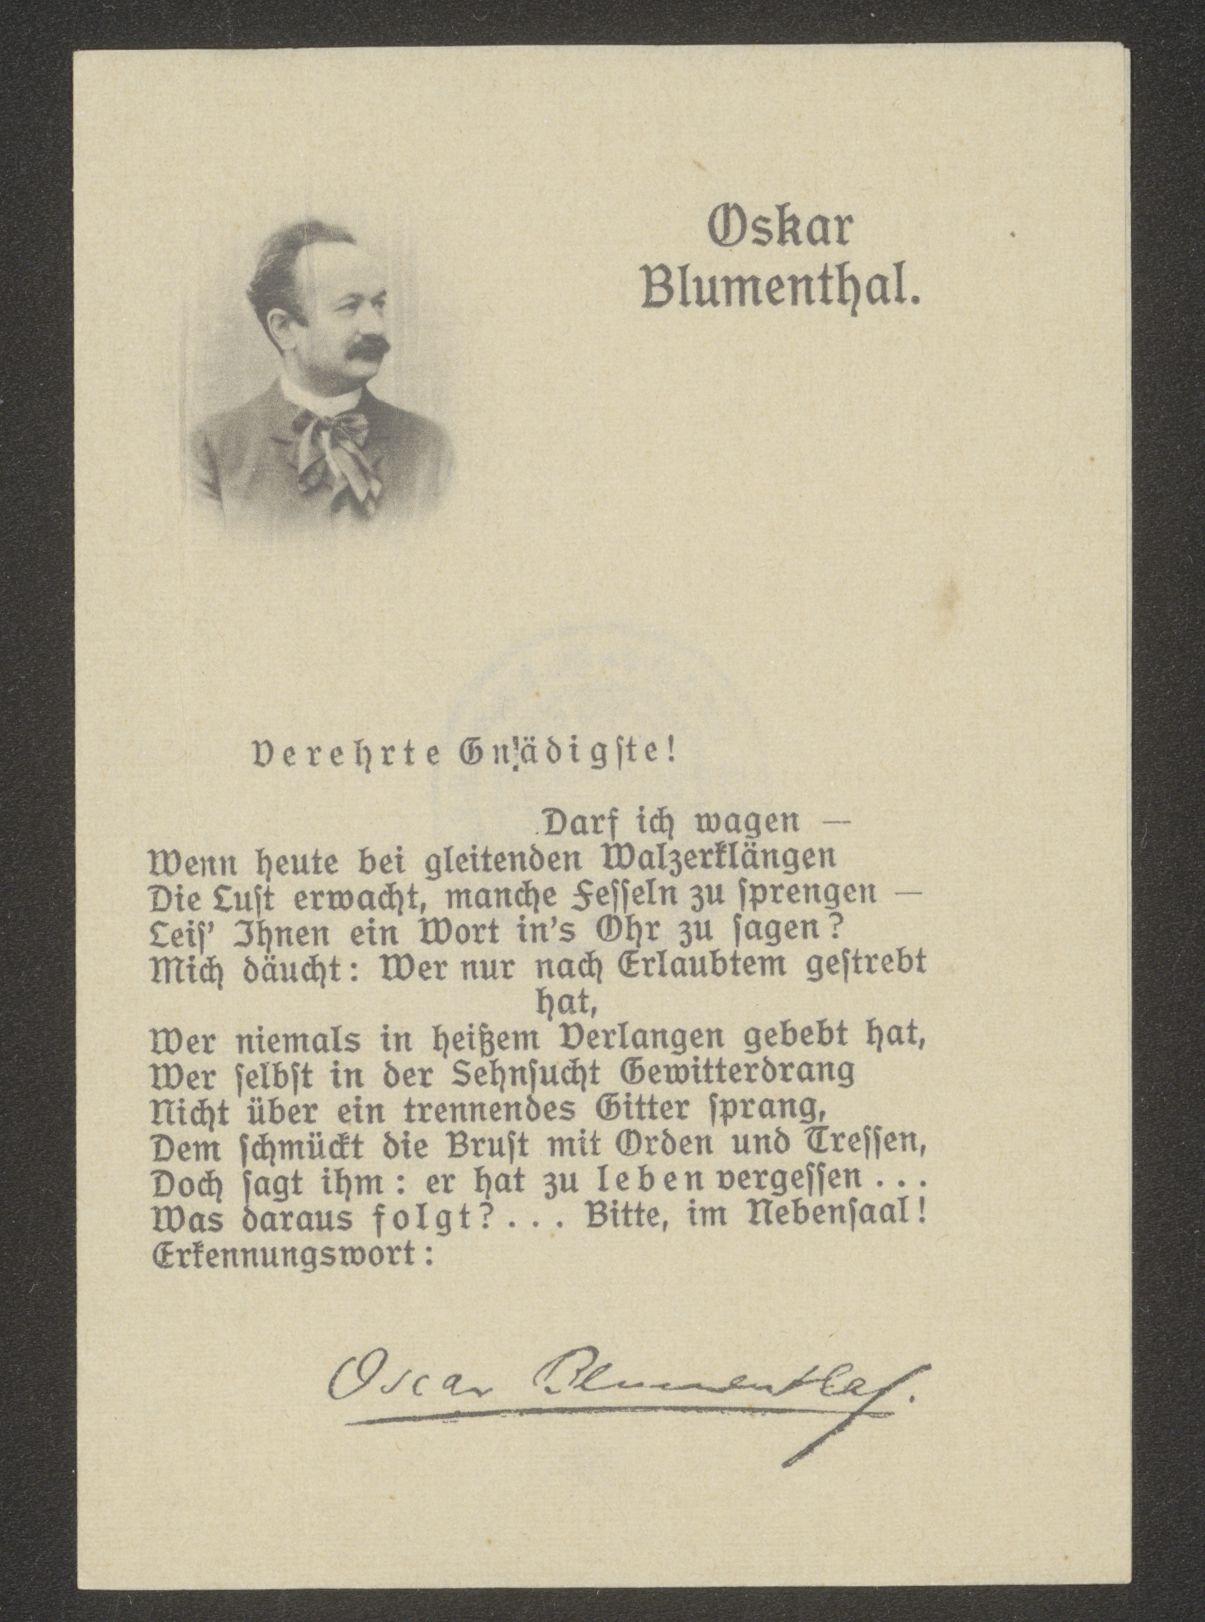 Oskar
Blumenthal.
Verehrte Gnädigste!
Darf ich wagen —
Wenn heute bei gleitenden Walzerklängen
Die Lust erwacht, manche Fesseln zu sprengen —
Leis' Ihnen ein Wort in's Ohr zu sagen?
Mich däucht: Wer nur nach Erlaubtem gestrebt
hat,
Wer niemals in heißem Verlangen gebebt hat,
Wer selbst in der Sehnsucht Gewitterdrang
Nicht über ein trennendes Gitter sprang,
Dem schmückt die Brust mit Orden und Tressen,
Doch sagt ihm: er hat zu leben vergessen . . .
Was daraus folgt? . . . Bitte, im Nebensaal!
Erkennungswort:
Oscar Blumenthal.